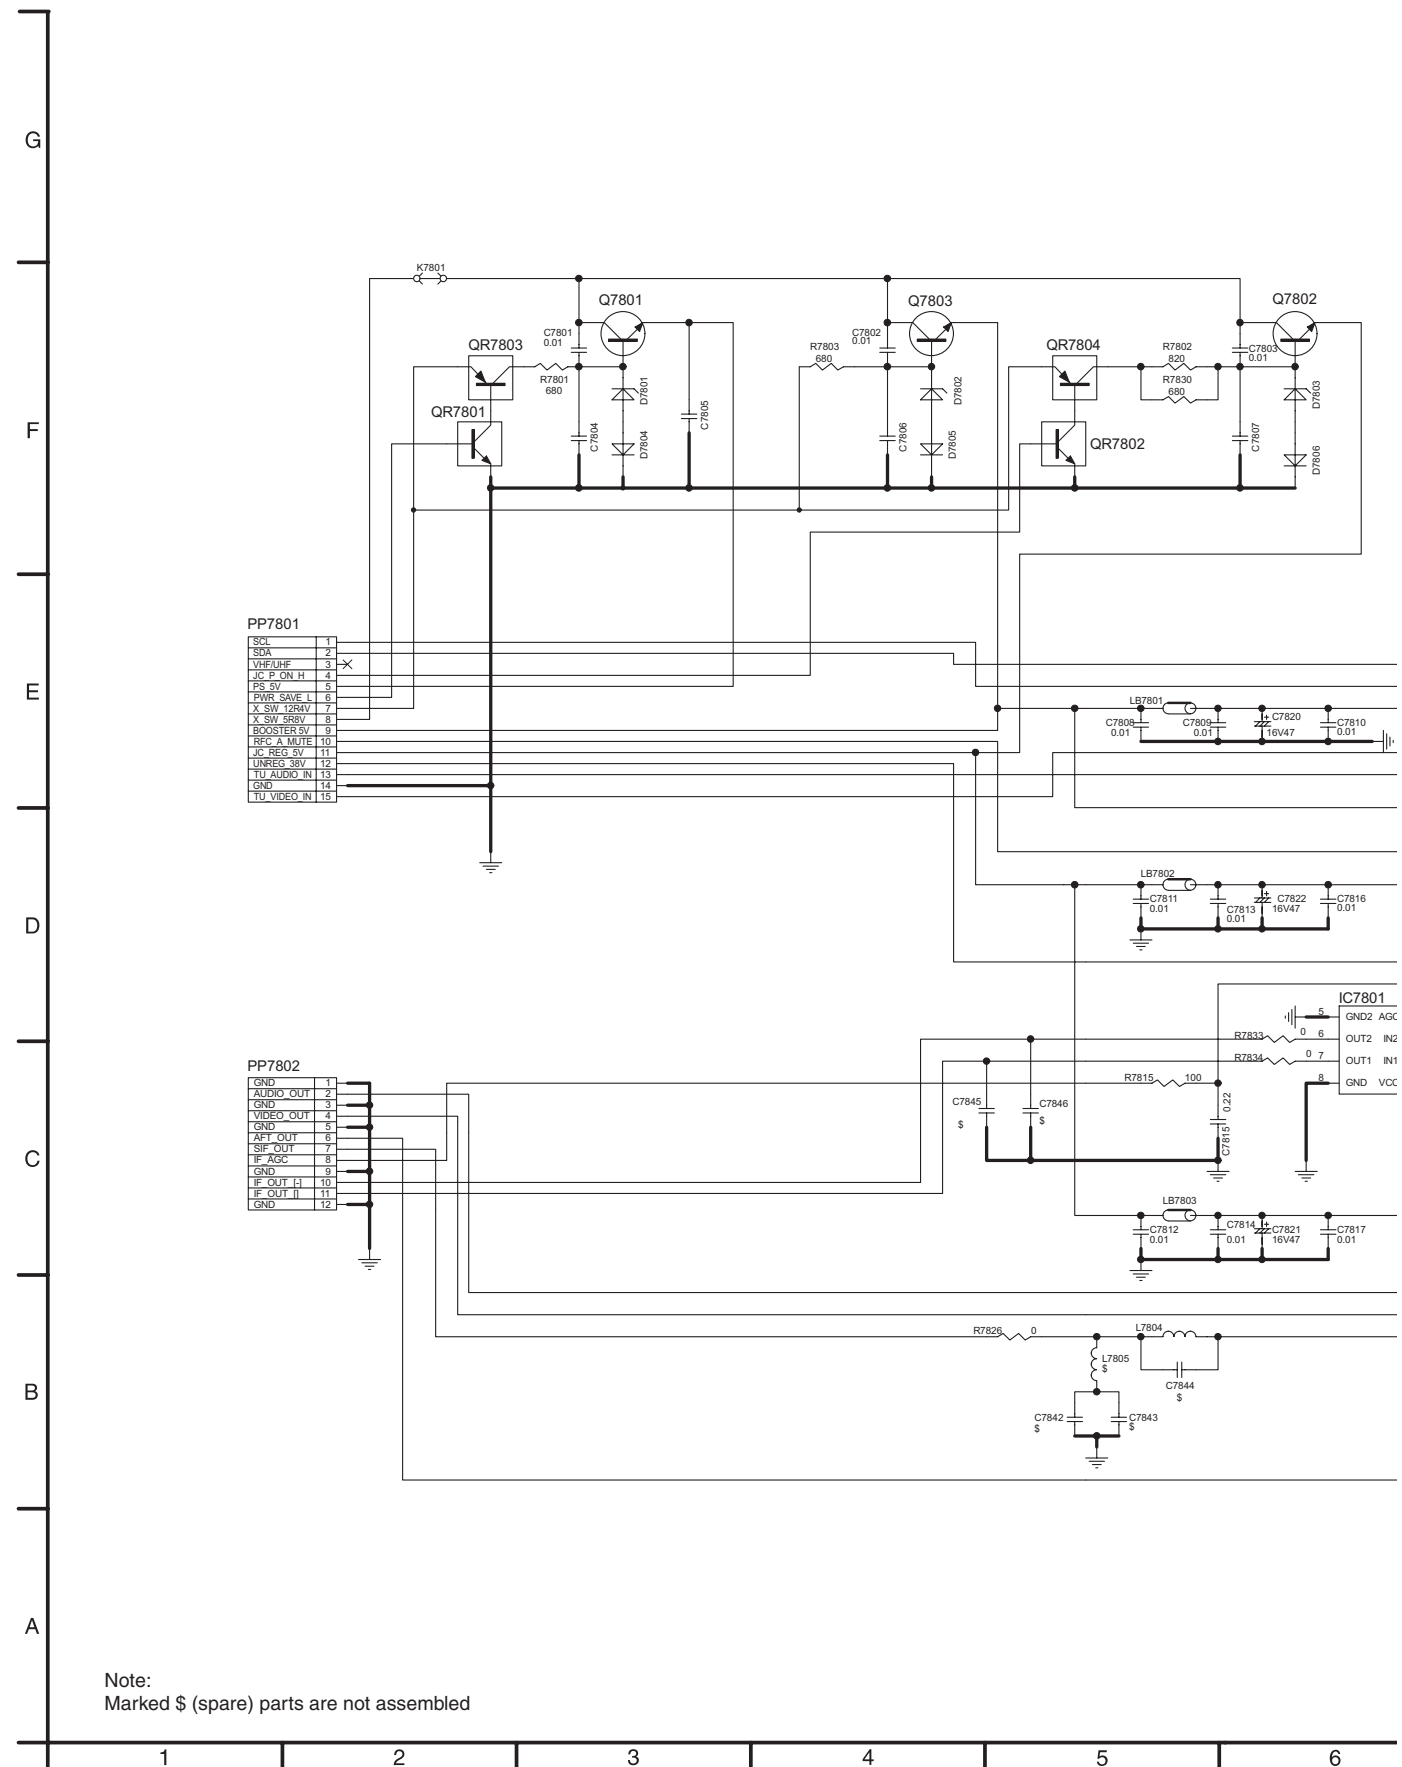 G
K7801
Q7801
Q7803
Q7802
C7801
0.01
C7802
0.01
C7803
0.01
QR7803
R7801
680
D7801
C7805
R7803
680
D7802
QR7804
R7802
820
R7830
680
D7803
QR7801
F
C7804
D7804
C7806
D7805
QR7802
C7807
D7806
PP7801
SCL 1
SDA 2
VHF/UHF 3
JC_P_ON_H 4
PS_5V 5
PWR_SAVE_L 6
X_SW_12R4V 7
X_SW_5R8V 8
BOOSTER 5V 9
RFC_A_MUTE 10
JC_REG_5V 11
UNREG_38V 12
TU_AUDIO_IN 13
GND 14
TU_VIDEO_IN 15
E
LB7801
C7808
0.01
C7809
0.01
+
C7820
16V47
C7810
0.01
LB7802
D
C7811
0.01
C7813
0.01
+
C7822
16V47
C7816
0.01
IC7801
5 GND2 AGC
R7833 0 6 OUT2 IN2
R7834 0 7 OUT1 IN1
8 GND VCC
R7815 100
C7845
$
C7846
$
0.22
C7815
PP7802
GND 1
AUDIO_OUT 2
GND 3
VIDEO_OUT 4
GND 5
AFT_OUT 6
SIF_OUT 7
IF_AGC 8
GND 9
IF_OUT_[-] 10
IF_OUT_[] 11
GND 12
C
LB7803
C7812
0.01
C7814
0.01
+
C7821
16V47
C7817
0.01
R7826 0
L7804
L7805
$
C7844
$
B
C7842
$
C7843
$
A
Note:
Marked $ (spare) parts are not assembled
1 2 3 4 5 6